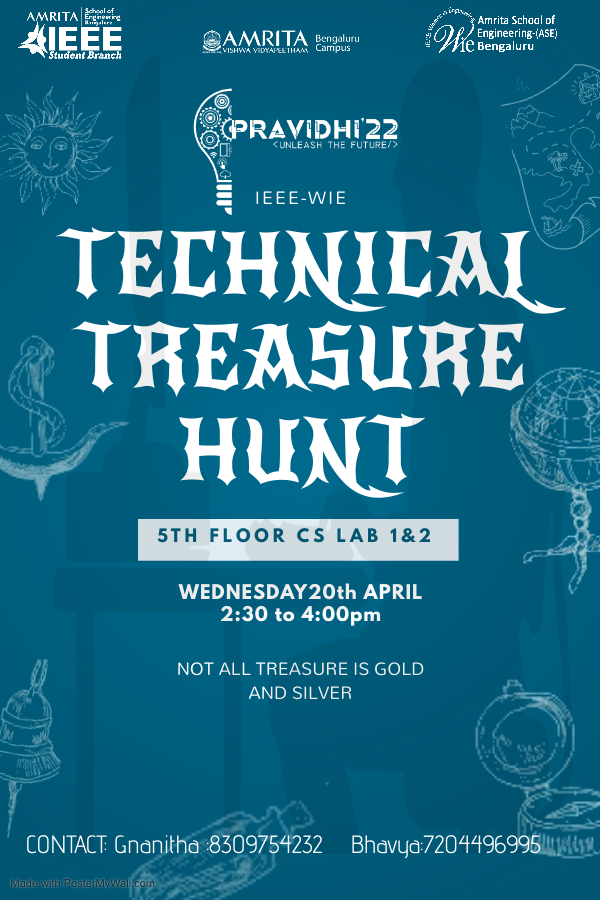 AMRITA School of Engineering Bengaluru
IEEE
Student Branch
AMRITA
VISHWA VIDYAPEETHAM
Bengaluru
Campus
WIE
Amrita School of
Engineering-(ASE)
Bengaluru
PRAVIDHI'22
<UNLEASH THE FUTURE/>
IEEE-WIE
TECHNICAL
TREASURE
HUNT
5TH FLOOR CS LAB 1&2
WEDNESDAY20th APRIL
2:30 to 4:00pm
NOT ALL TREASURE IS GOLD
AND SILVER
CONTACT: Gnanitha :8309754232 Bhavya:7204496995
Made with PosterMyWall.com